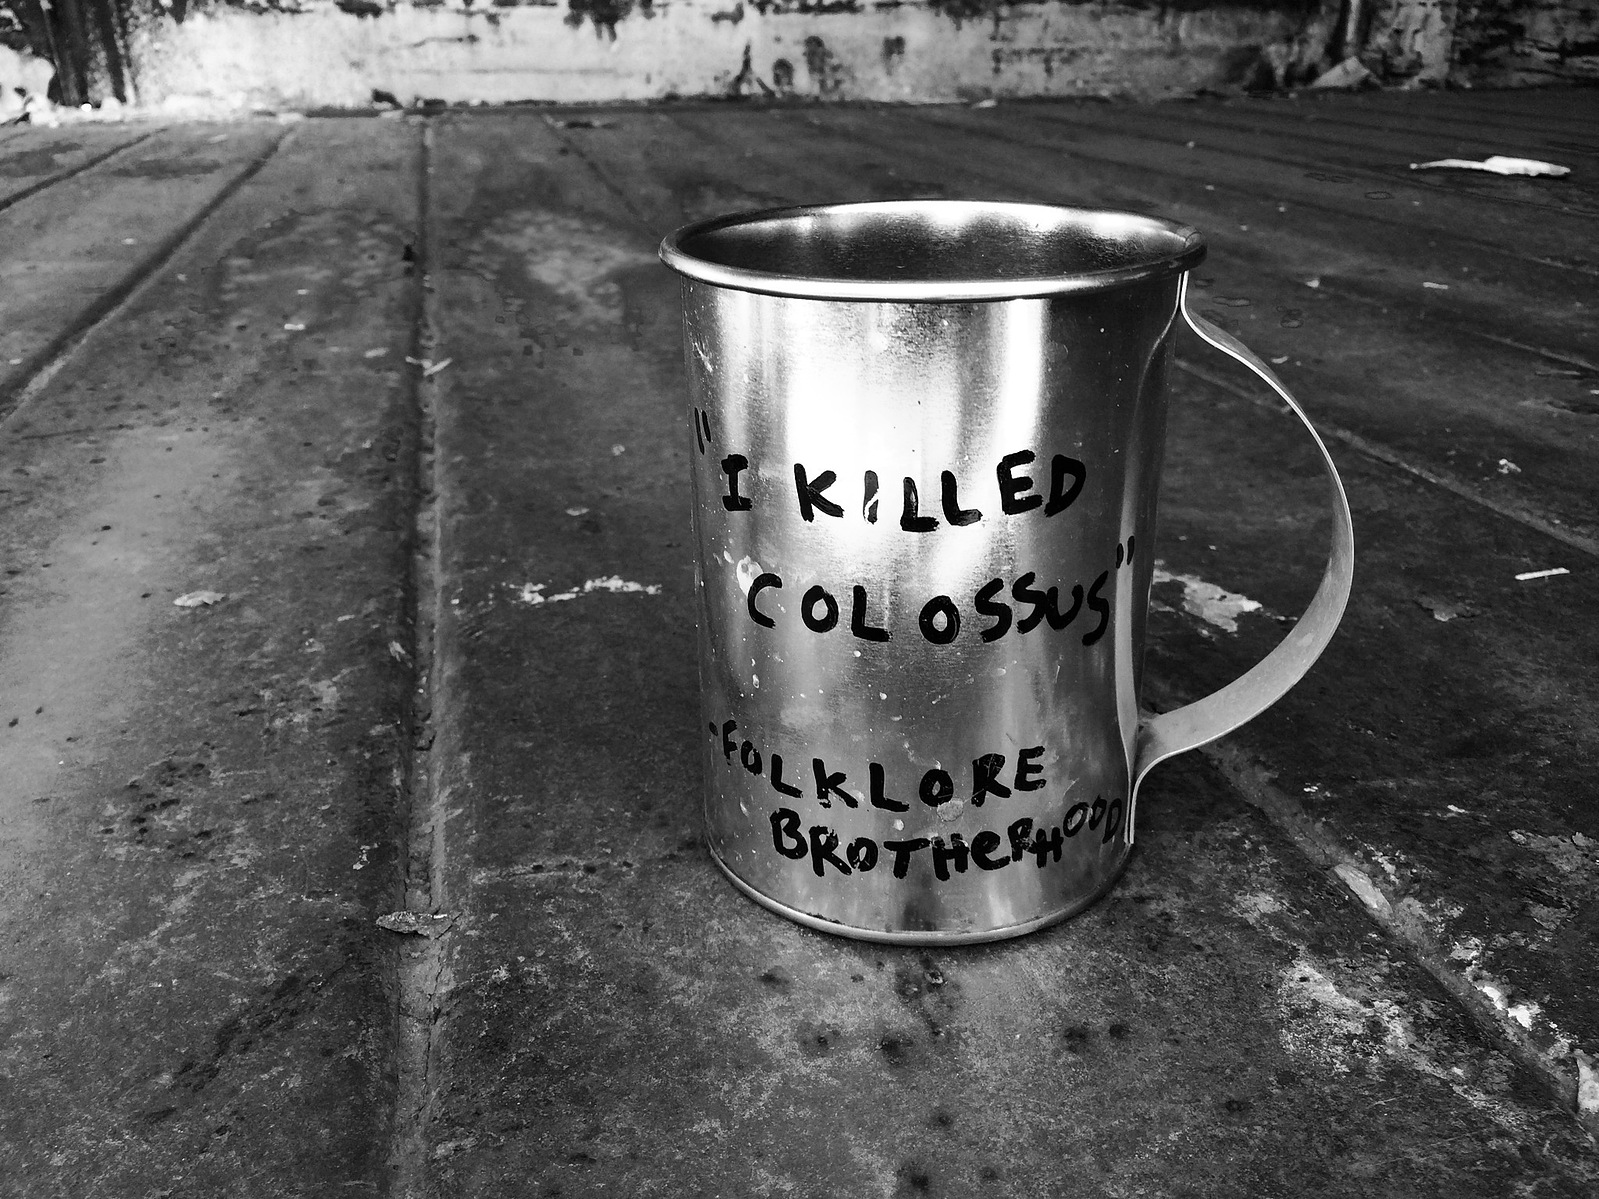 "I KILLED
COLOSSUS"
-FOLKLORE
BROTHERHOOD